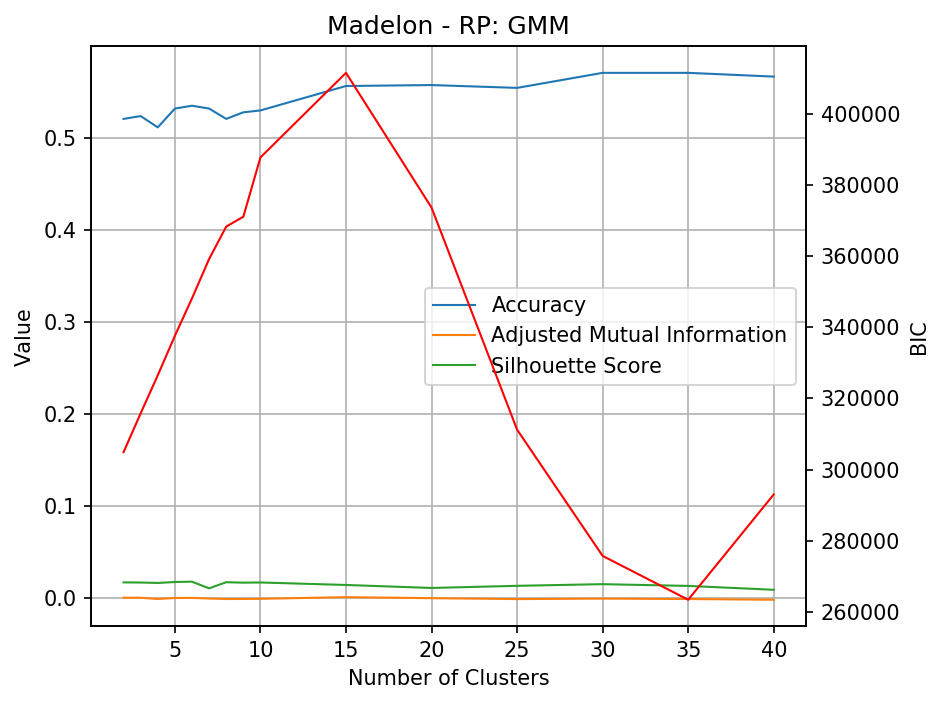 Madelon - RP: GMM
Value
0.5
0.4
0.3
0.2
0.1
0.0
400000
380000
360000
340000
320000
300000
280000
260000
BIC
Accuracy
Adjusted Mutual Information
Silhouette Score
5 10 15 20 25 30 35 40
Number of Clusters